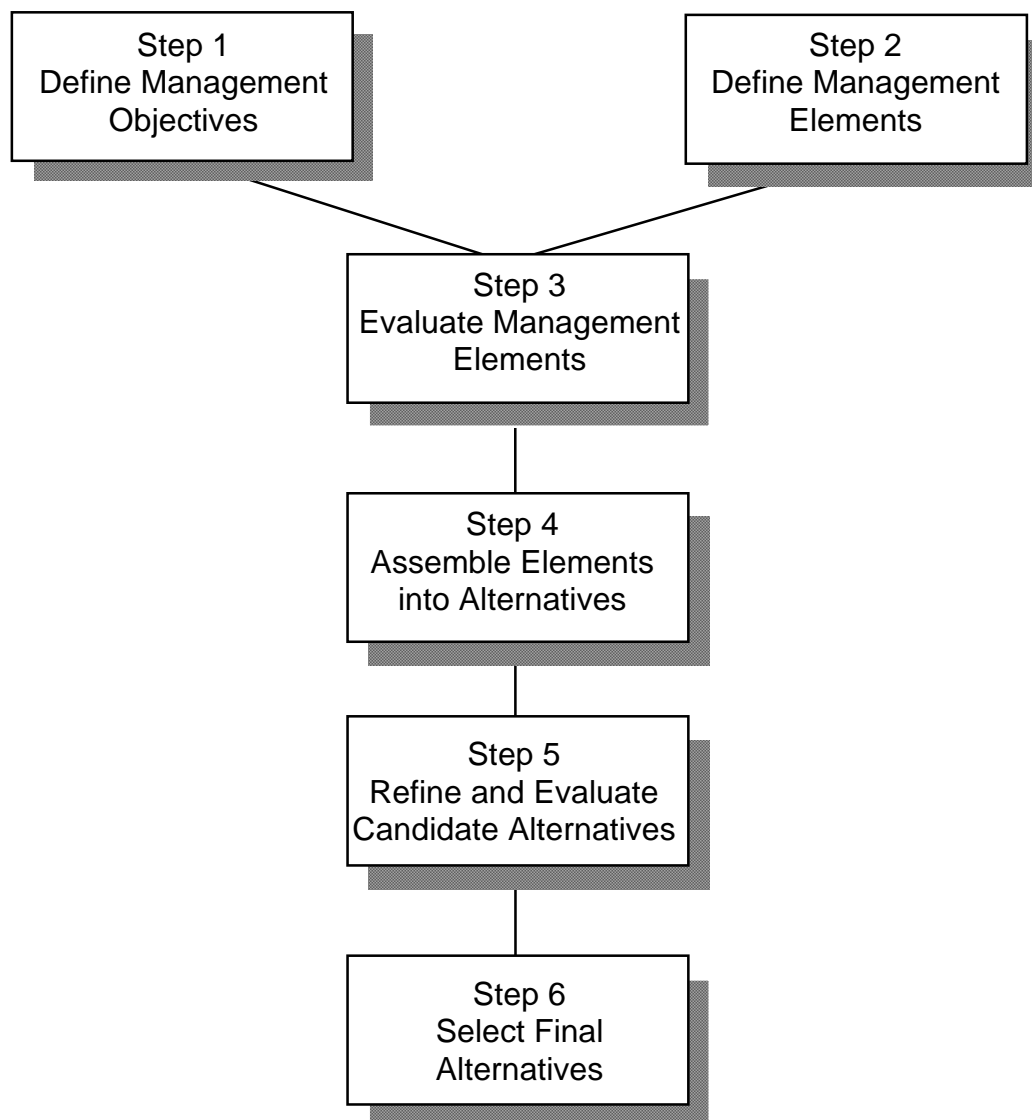 Step 1
Define Management
Objectives
Step 2
Define Management
Elements
Step 3
Evaluate Management
Elements
Step 4
Assemble Elements
into Alternatives
Step 5
Refine and Evaluate
Candidate Alternatives
Step 6
Select Final
Alternatives